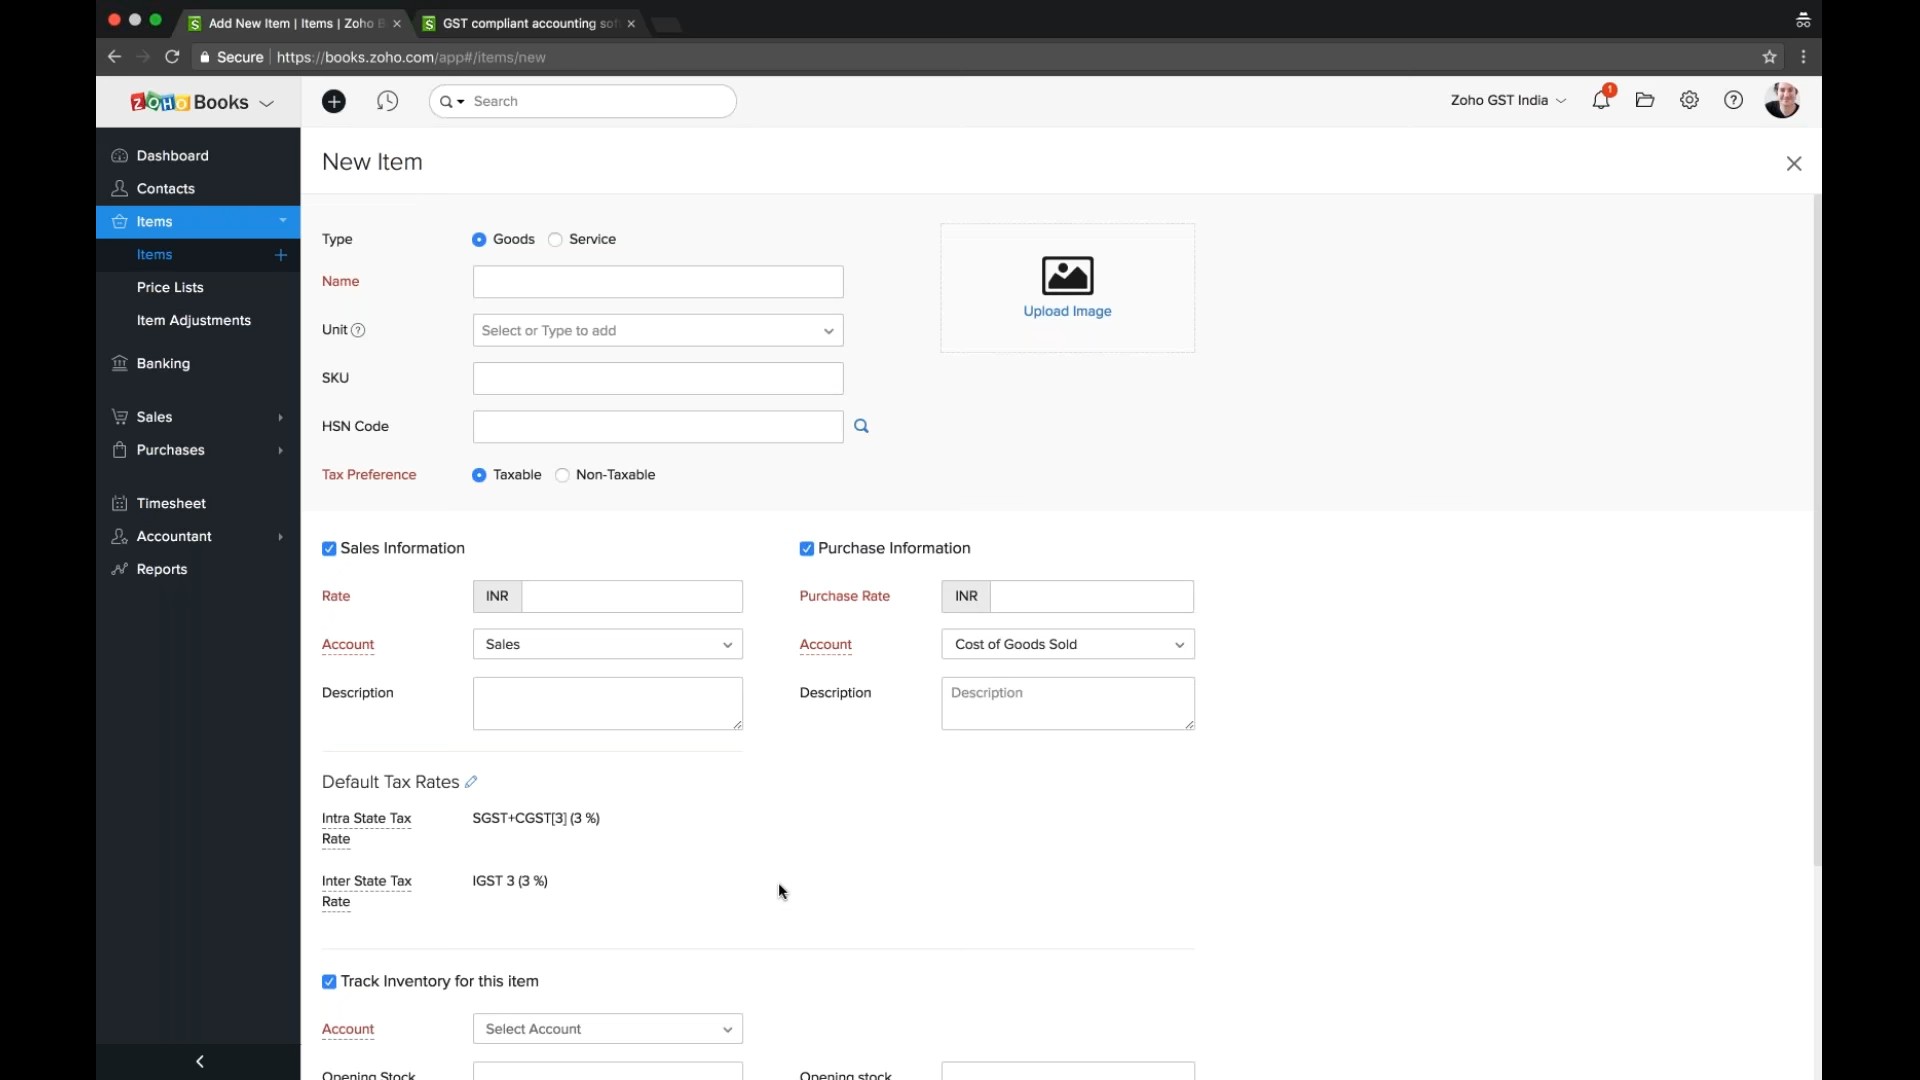 Add New Item | Items | Zoho B
GST compliant accounting sof
Secure
https://books.zoho.com/app#/items/new
ZOHO Books
Search
Zoho GST India
1
Dashboard
Contacts
Items
Items
Price Lists
Item Adjustments
Banking
Sales
Purchases
Timesheet
Accountant
Reports
New Item
Type
Goods
Service
Name
Unit
Select or Type to add
SKU
HSN Code
Tax Preference
Taxable
Non-Taxable
Upload Image
Sales Information
Rate
INR
Account
Sales
Description
Purchase Information
Purchase Rate
INR
Account
Cost of Goods Sold
Description
Description
Default Tax Rates
Intra State Tax
Rate
SGST+CGST[3] (3 %)
Inter State Tax
Rate
IGST 3 (3 %)
Track Inventory for this item
Account
Select Account
Opening Stock
Opening stock